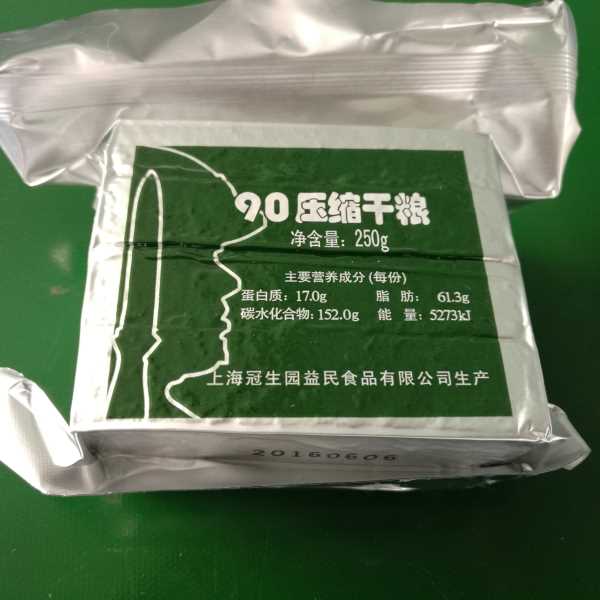 90压缩干粮
净含量：250g
主要营养成分(每份)
蛋白质：17.0g 脂 肪： 61.3g
碳水化合物：152.0g 能 量：5273kJ
上海冠生园益民食品有限公司生产
20160606